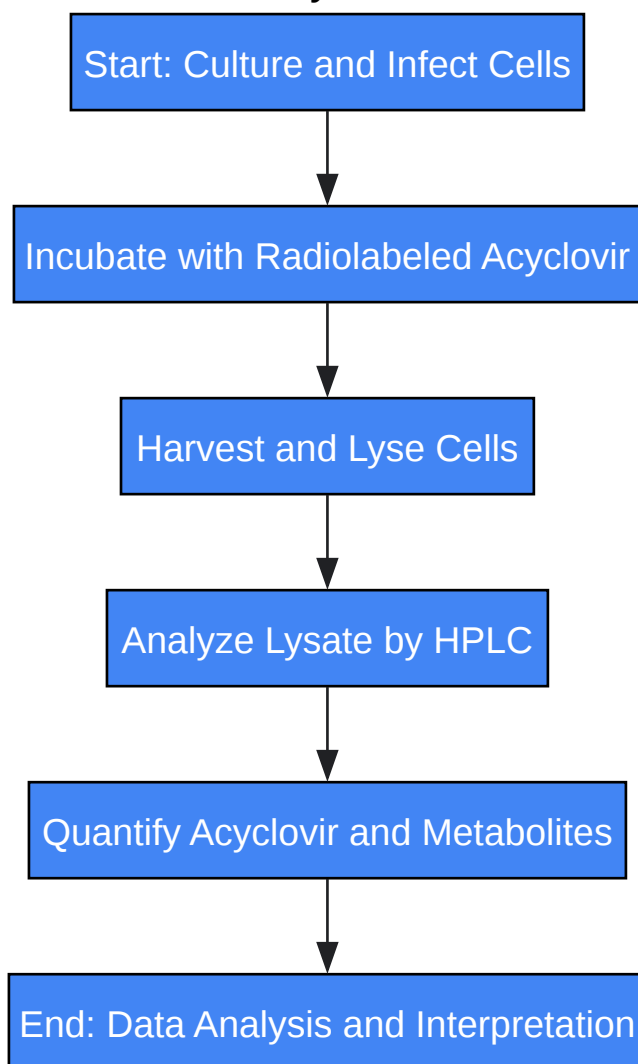 Start: Culture and Infect Cells
Incubate with Radiolabeled Acyclovir
Harvest and Lyse Cells
Analyze Lysate by HPLC
Quantify Acyclovir and Metabolites
End: Data Analysis and Interpretation